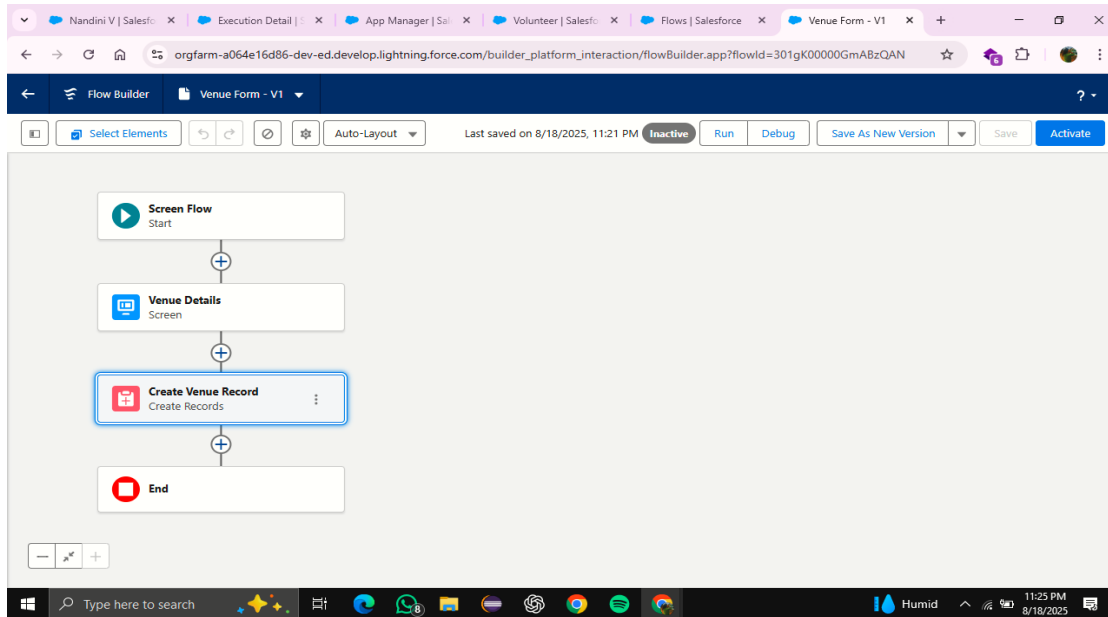 Nandini V | Salesfo
Execution Detail | S
App Manager | Sal
Volunteer | Salesfo
Flows | Salesforce
Venue Form - V1
orgfarm-a064e16d86-dev-ed.develop.lightning.force.com/builder_platform_interaction/flowBuilder.app?flowId=301gK00000GmABzQAN
6
Flow Builder
Venue Form - V1
?
Select Elements
Auto-Layout
Last saved on 8/18/2025, 11:21 PM
Inactive
Run
Debug
Save As New Version
Save
Activate
Screen Flow
Start
Venue Details
Screen
Create Venue Record
Create Records
End
Type here to search
8
Humid
11:25 PM
8/18/2025